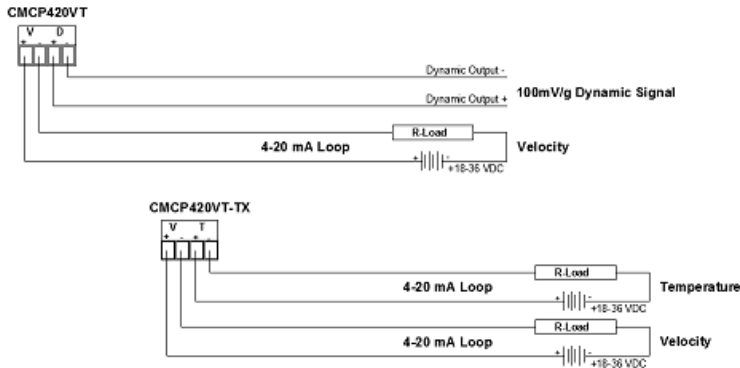 CMCP420VT
V D
+ - + -
Dynamic Output -
Dynamic Output +
100mV/g Dynamic Signal
R-Load
4-20 mA Loop
Velocity
+ -
+18-36 VDC
CMCP420VT-TX
V T
+ - + -
R-Load
4-20 mA Loop
Temperature
+ -
+18-36 VDC
R-Load
4-20 mA Loop
Velocity
+ -
+18-36 VDC